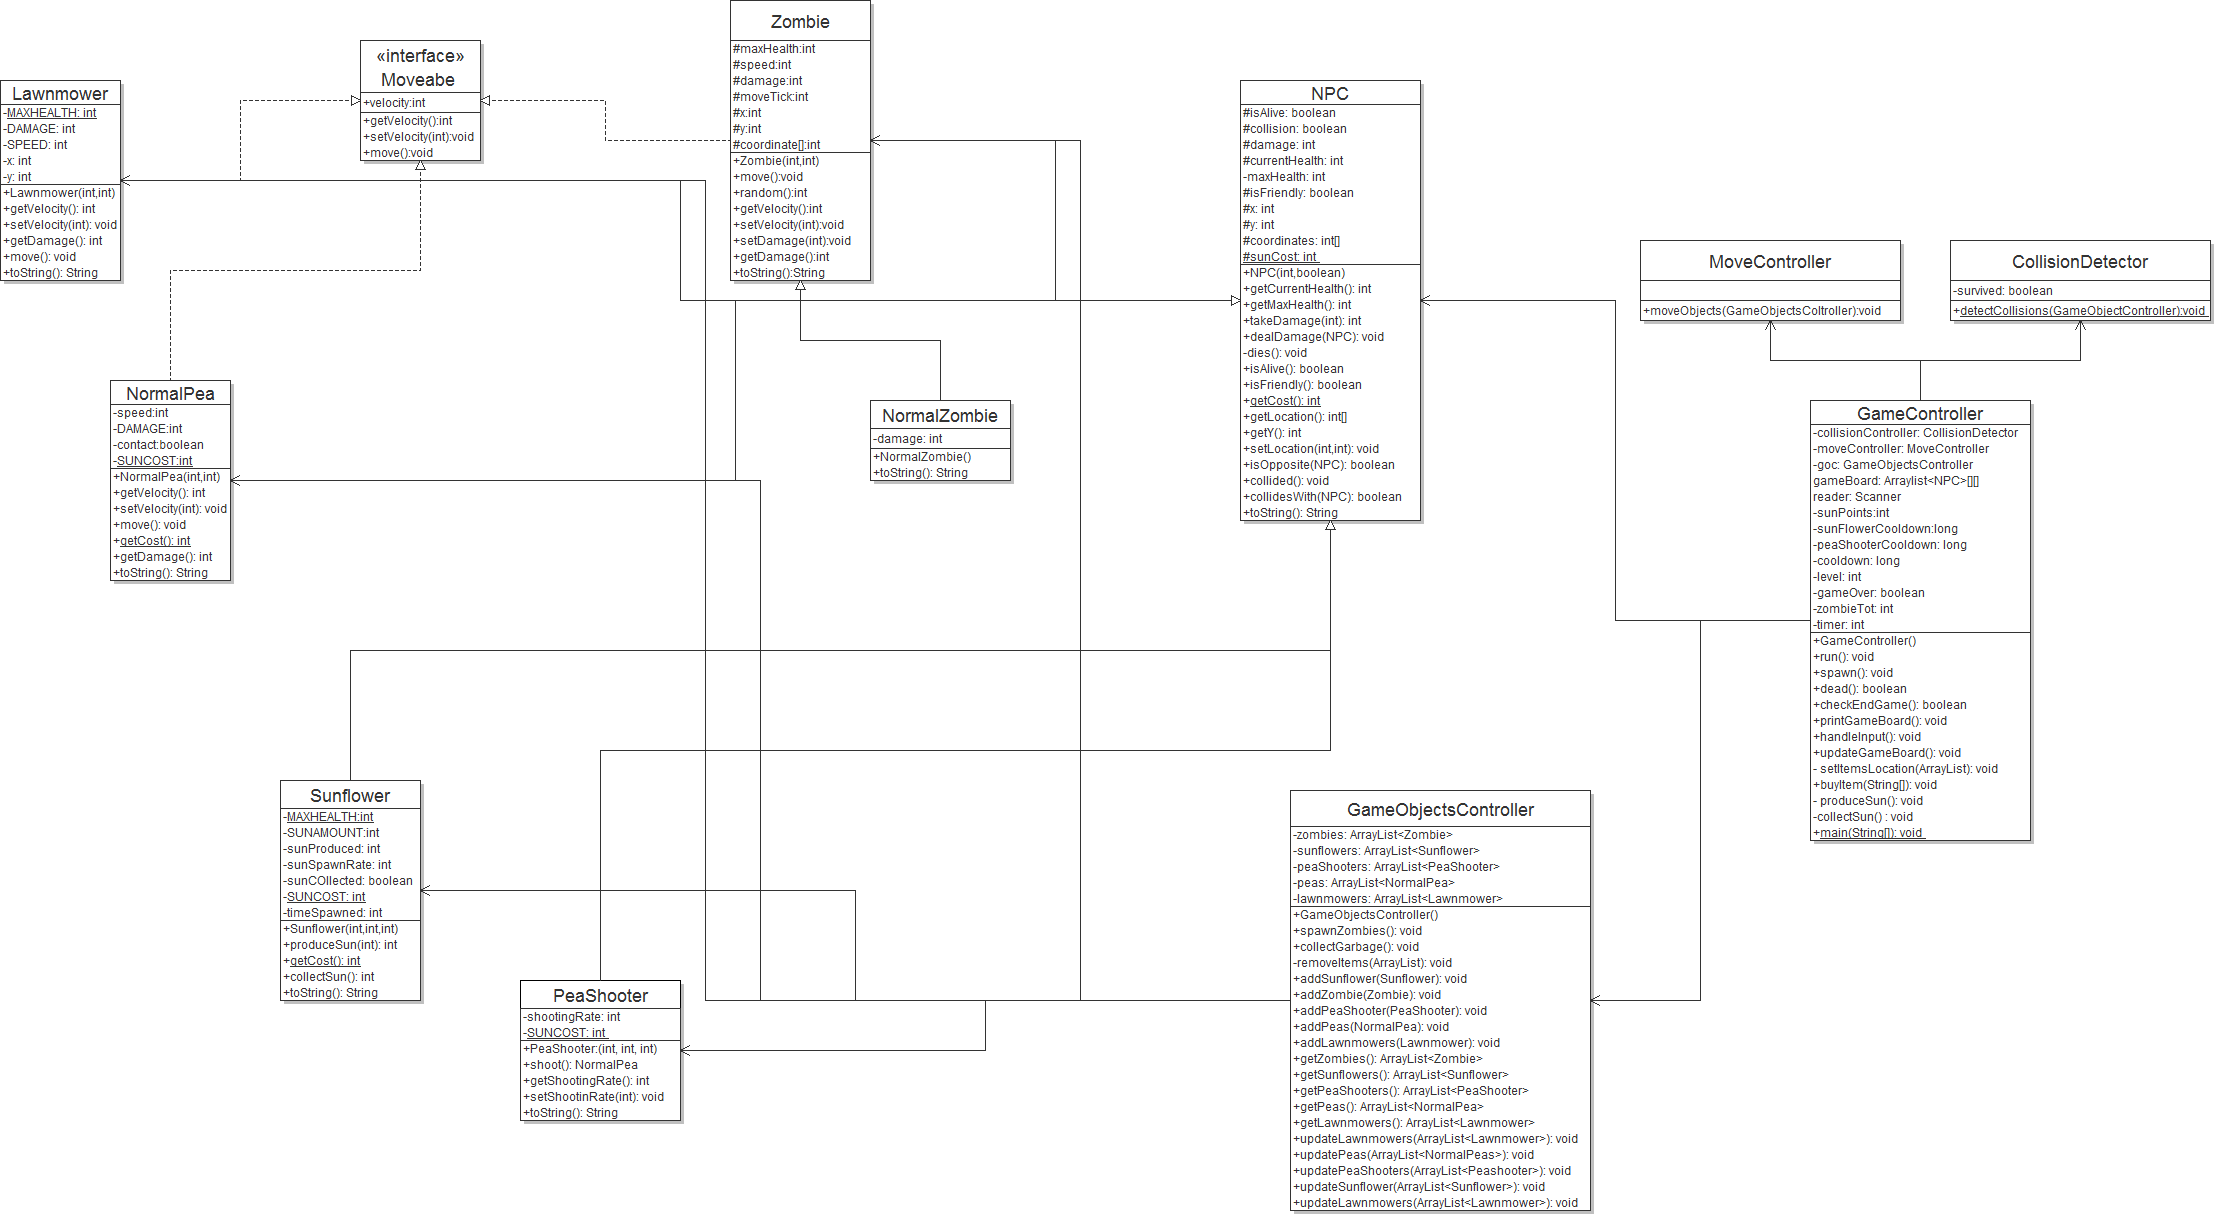 Lawnmower
-MAXHEALTH: int
-DAMAGE: int
-SPEED: int
-x: int
-y: int
+Lawnmower(int,int)
+getVelocity(): int
+setVelocity(int): void
+getDamage(): int
+move(): void
+toString(): String
«interface»
Moveabe
+velocity:int
+getVelocity():int
+setVelocity(int):void
+move():void
Zombie
#maxHealth:int
#speed:int
#damage:int
#moveTick:int
#x:int
#y:int
#coordinate[]:int
+Zombie(int,int)
+move():void
+random():int
+getVelocity():int
+setVelocity(int):void
+setDamage(int):void
+getDamage():int
+toString():String
NPC
#isAlive: boolean
#collision: boolean
#damage: int
#currentHealth: int
-maxHealth: int
#isFriendly: boolean
#x: int
#y: int
#coordinates: int[]
#sunCost: int
+NPC(int,boolean)
+getCurrentHealth(): int
+getMaxHealth(): int
+takeDamage(int): int
+dealDamage(NPC): void
-dies(): void
+isAlive(): boolean
+isFriendly(): boolean
+getCost(): int
+getLocation(): int[]
+getY(): int
+setLocation(int,int): void
+isOpposite(NPC): boolean
+collided(): void
+collidesWith(NPC): boolean
+toString(): String
MoveController
+moveObjects(GameObjectsColtroller):void
CollisionDetector
-survived: boolean
+detectCollisions(GameObjectController):void
NormalPea
-speed:int
-DAMAGE:int
-contact:boolean
-SUNCOST:int
+NormalPea(int,int)
+getVelocity(): int
+setVelocity(int): void
+move(): void
+getCost(): int
+getDamage(): int
+toString(): String
NormalZombie
-damage: int
+NormalZombie()
+toString(): String
GameController
-collisionController: CollisionDetector
-moveController: MoveController
-goc: GameObjectsController
gameBoard: Arraylist<NPC>[][]
reader: Scanner
-sunPoints:int
-sunFlowerCooldown:long
-peaShooterCooldown: long
-cooldown: long
-level: int
-gameOver: boolean
-zombieTot: int
-timer: int
+GameController()
+run(): void
+spawn(): void
+dead(): boolean
+checkEndGame(): boolean
+printGameBoard(): void
+handleInput(): void
+updateGameBoard(): void
- setItemsLocation(ArrayList): void
+buyItem(String[]): void
- produceSun(): void
-collectSun() : void
+main(String[]): void
Sunflower
-MAXHEALTH:int
-SUNAMOUNT:int
-sunProduced: int
-sunSpawnRate: int
-sunCOllected: boolean
-SUNCOST: int
-timeSpawned: int
+Sunflower(int,int,int)
+produceSun(int): int
+getCost(): int
+collectSun(): int
+toString(): String
PeaShooter
-shootingRate: int
-SUNCOST: int
+PeaShooter:(int, int, int)
+shoot(): NormalPea
+getShootingRate(): int
+setShootinRate(int): void
+toString(): String
GameObjectsController
-zombies: ArrayList<Zombie>
-sunflowers: ArrayList<Sunflower>
-peaShooters: ArrayList<PeaShooter>
-peas: ArrayList<NormalPea>
-lawnmowers: ArrayList<Lawnmower>
+GameObjectsController()
+spawnZombies(): void
+collectGarbage(): void
-removeItems(ArrayList): void
+addSunflower(Sunflower): void
+addZombie(Zombie): void
+addPeaShooter(PeaShooter): void
+addPeas(NormalPea): void
+addLawnmowers(Lawnmower): void
+getZombies(): ArrayList<Zombie>
+getSunflowers(): ArrayList<Sunflower>
+getPeaShooters(): ArrayList<PeaShooter>
+getPeas(): ArrayList<NormalPea>
+getLawnmowers(): ArrayList<Lawnmower>
+updateLawnmowers(ArrayList<Lawnmower>): void
+updatePeas(ArrayList<NormalPeas>): void
+updatePeaShooters(ArrayList<Peashooter>): void
+updateSunflower(ArrayList<Sunflower>): void
+updateLawnmowers(ArrayList<Lawnmower>): void